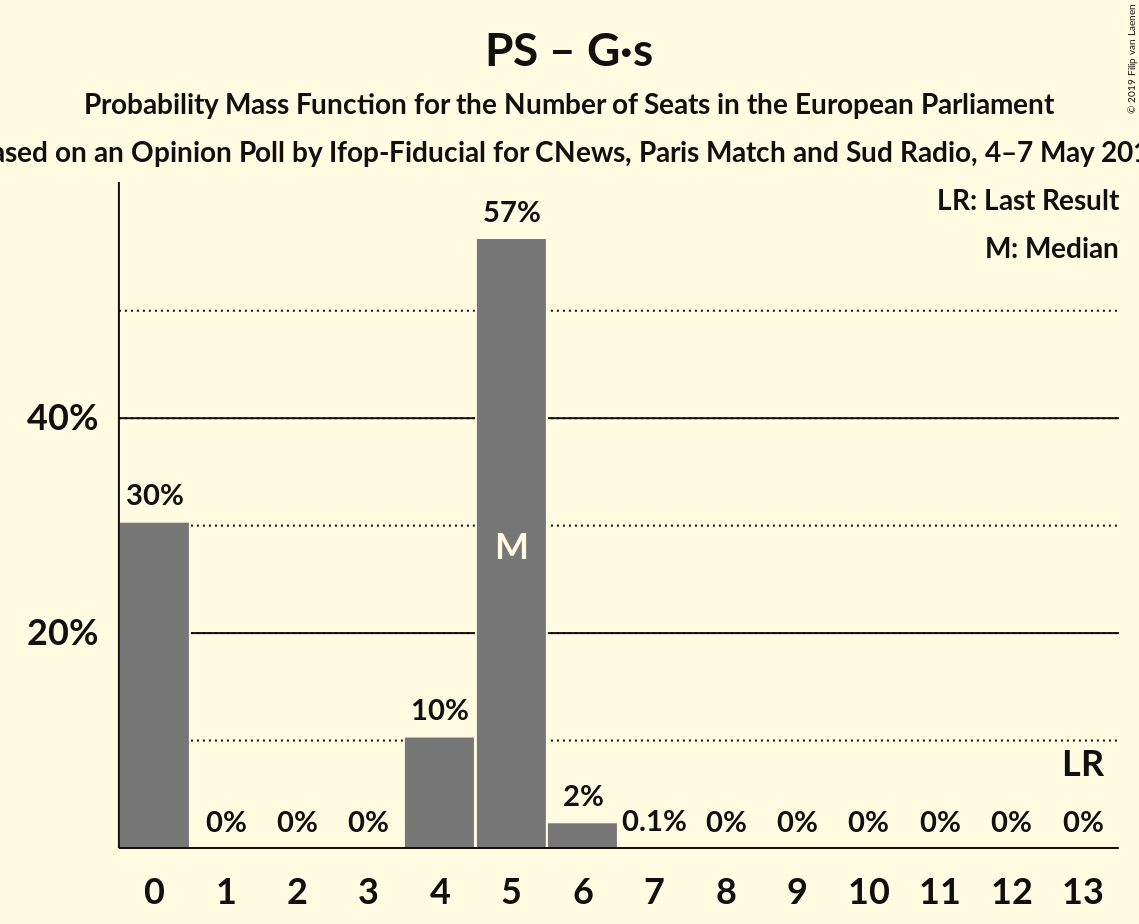 PS – G·s
Probability Mass Function for the Number of Seats in the European Parliament
ased on an Opinion Poll by Ifop-Fiducial for CNews, Paris Match and Sud Radio, 4–7 May 201
© 2019 Filip van Laenen
LR: Last Result
M: Median
57%
40%
30%
M
20%
10%
LR
2%
0% 0% 0% 0.1% 0% 0% 0% 0% 0% 0%
0 1 2 3 4 5 6 7 8 9 10 11 12 13